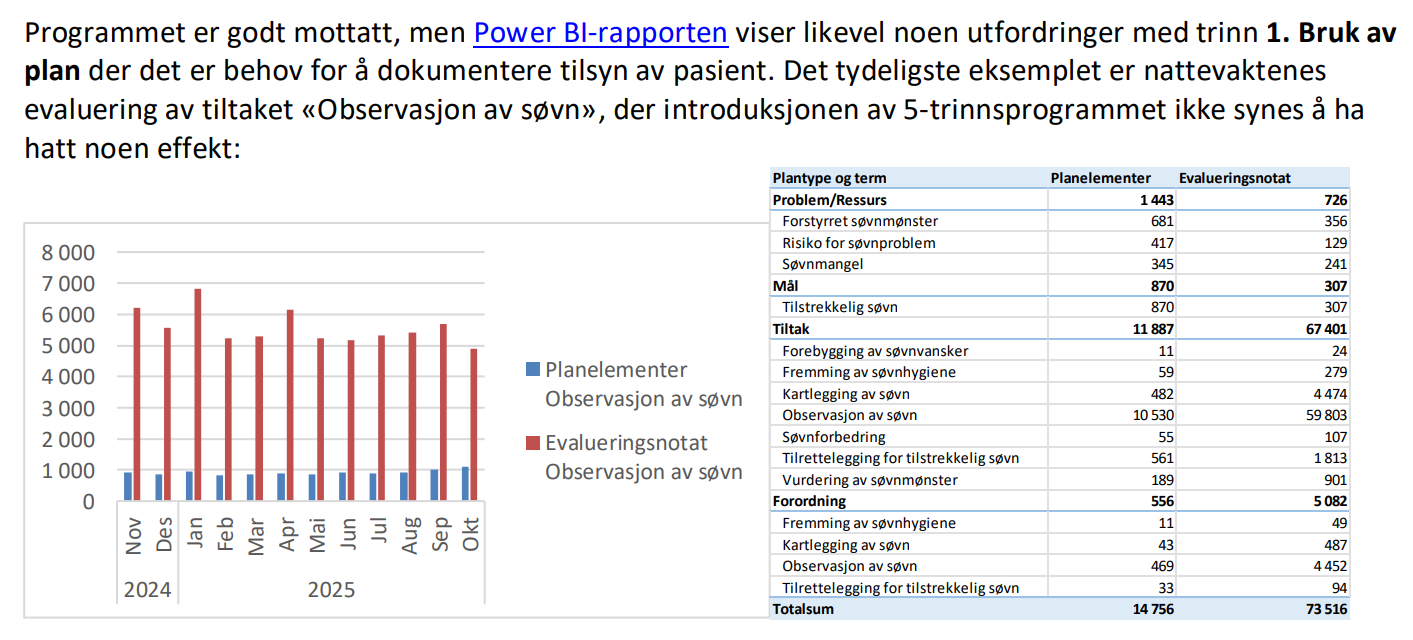 Programmet er godt mottatt, men Power BI-rapporten viser likevel noen utfordringer med trinn 1. Bruk av
plan der det er behov for å dokumentere tilsyn av pasient. Det tydeligste eksemplet er nattevaktenes
evaluering av tiltaket «Observasjon av søvn», der introduksjonen av 5-trinnsprogrammet ikke synes å ha
hatt noen effekt:
8 000
7 000
6 000
5 000
4 000
3 000
2 000
1 000
0
Nov Des Jan Feb Mar Apr Mai Jun Jul Aug Sep Okt
2024 2025
Planelementer
Observasjon av søvn
Evalueringsnotat
Observasjon av søvn
Plantype og term Planelementer Evalueringsnotat
Problem/Ressurs 1 443 726
Forstyrret søvnmønster 681 356
Risiko for søvnproblem 417 129
Søvnmangel 345 241
Mål 870 307
Tilstrekkelig søvn 870 307
Tiltak 11 887 67 401
Forebygging av søvnvansker 11 24
Fremming av søvnhygiene 59 279
Kartlegging av søvn 482 4 474
Observasjon av søvn 10 530 59 803
Søvnforbedring 55 107
Tilrettelegging for tilstrekkelig søvn 561 1 813
Vurdering av søvnmønster 189 901
Forordning 556 5 082
Fremming av søvnhygiene 11 49
Kartlegging av søvn 43 487
Observasjon av søvn 469 4 452
Tilrettelegging for tilstrekkelig søvn 33 94
Totalsum 14 756 73 516